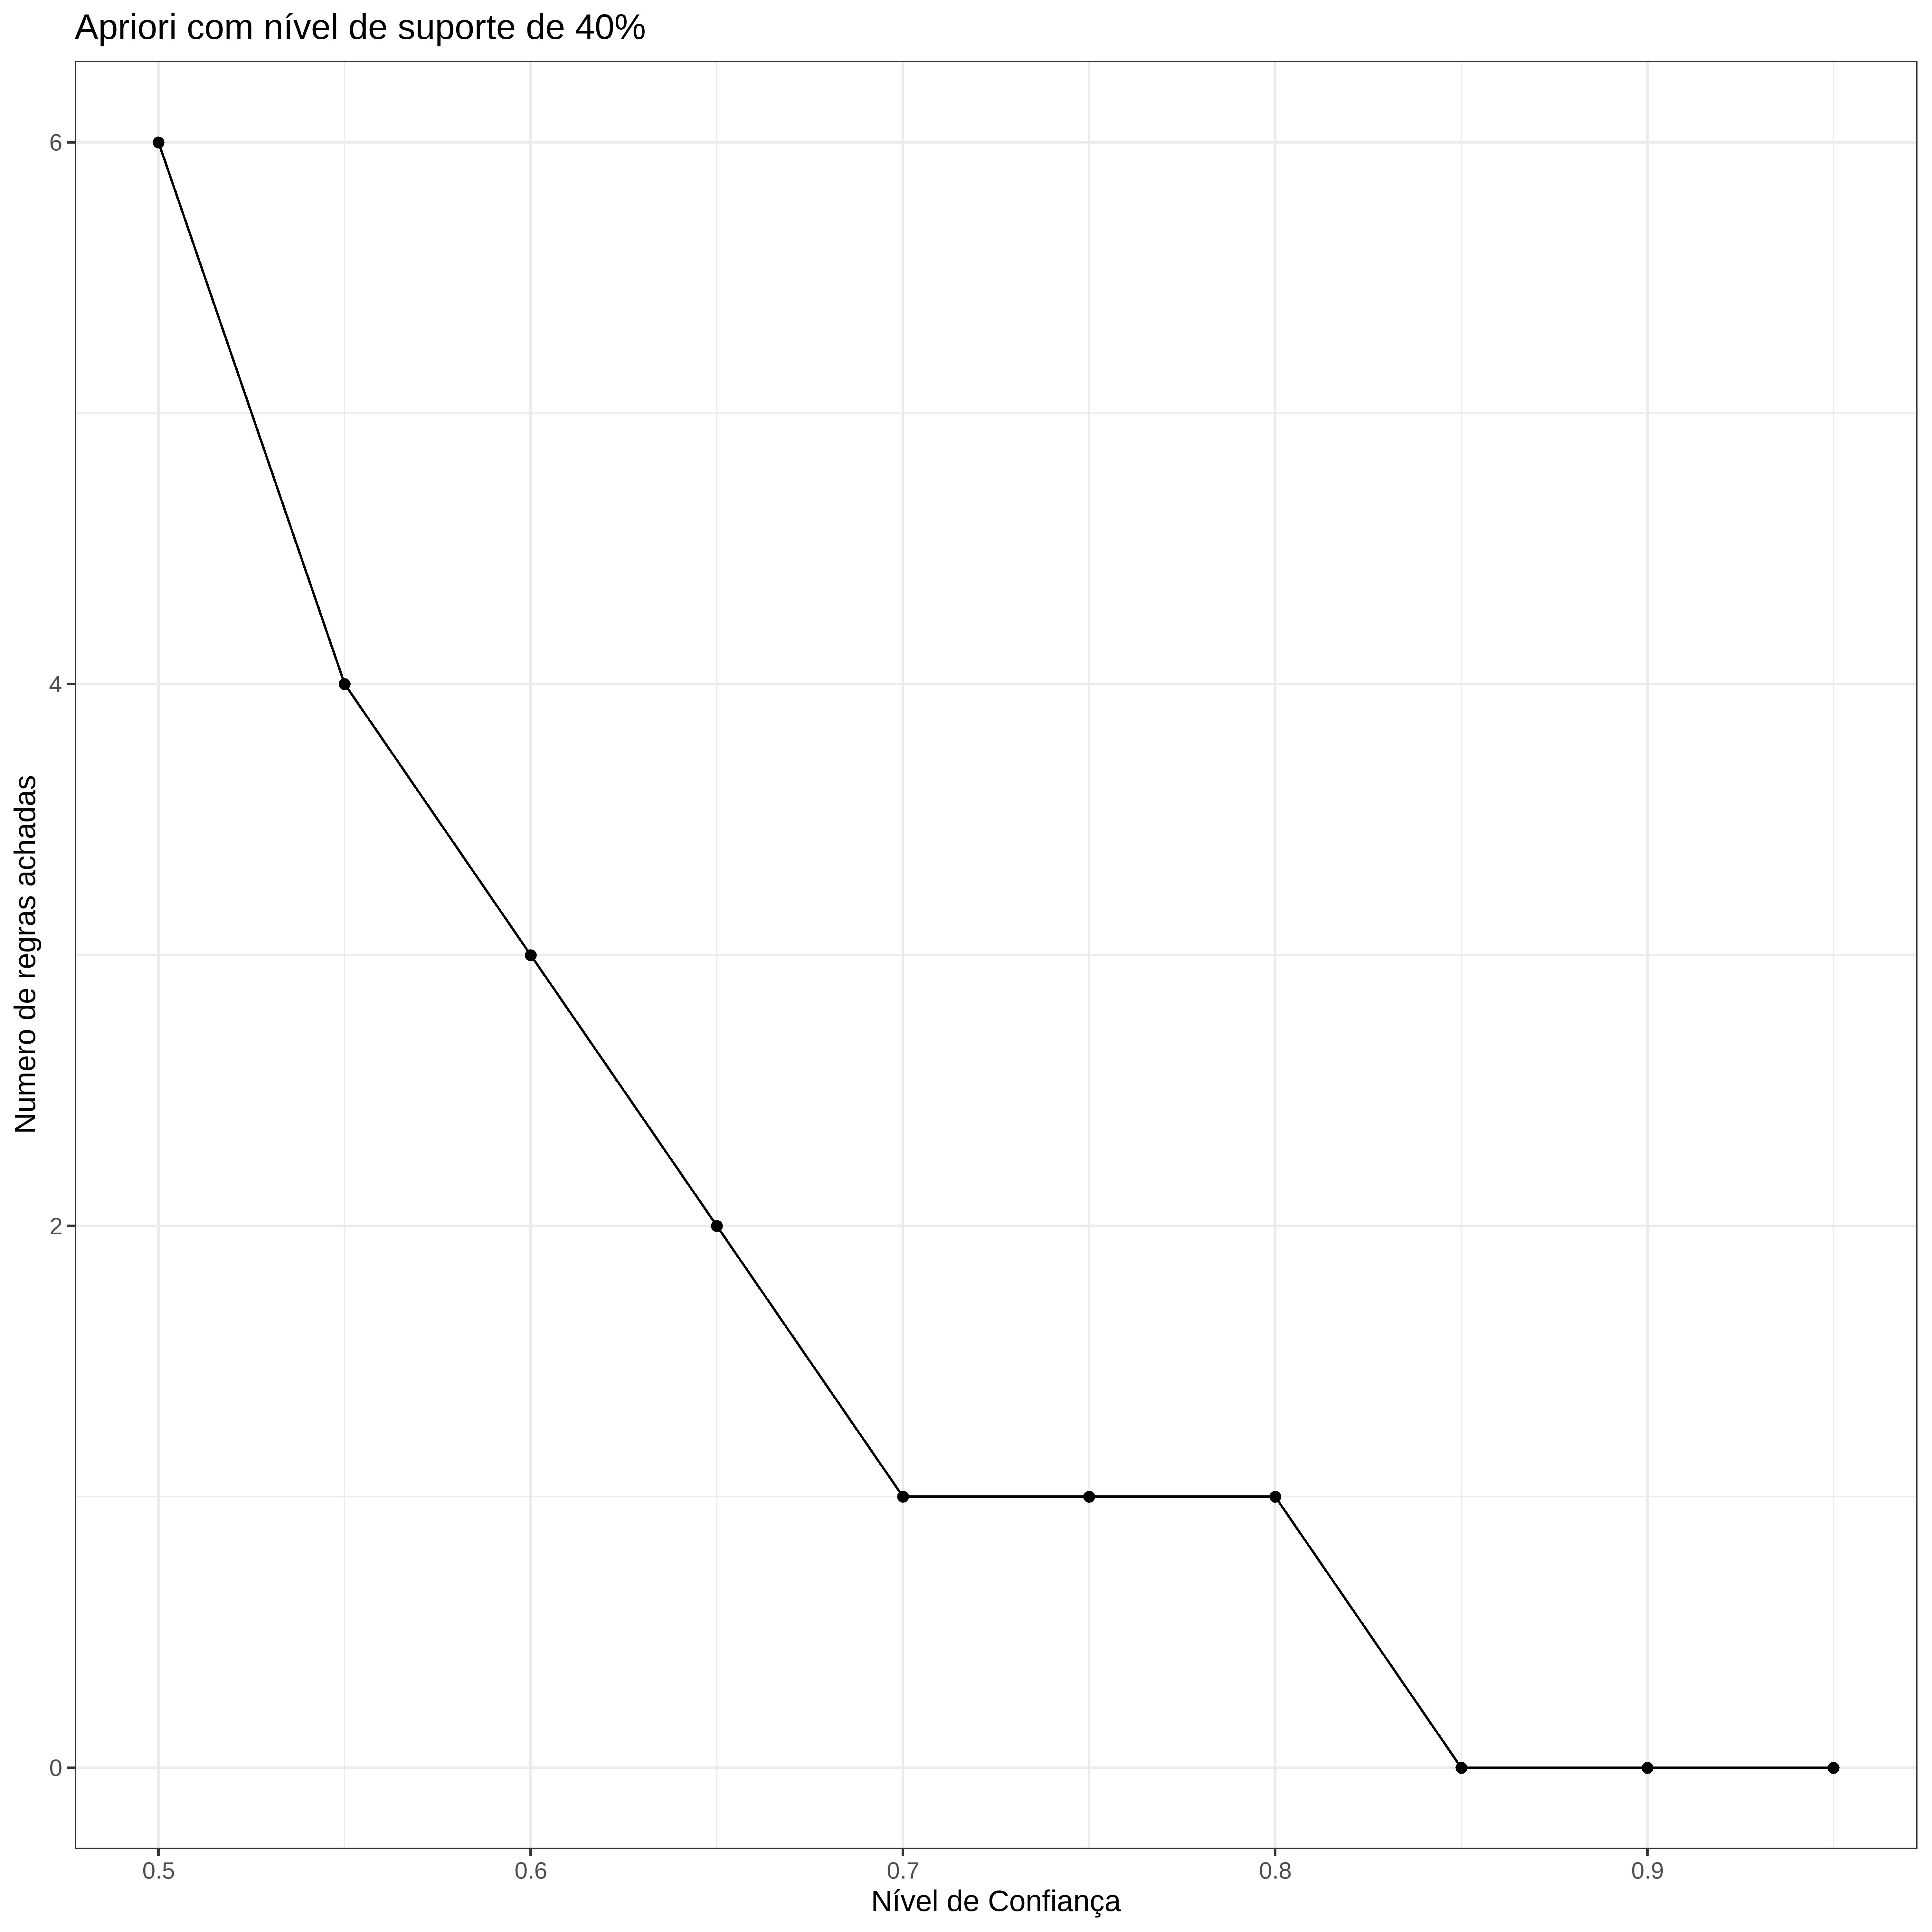 Apriori com nível de suporte de 40%
Numero de regras achadas
6
4
2
0
0.5 0.6 0.7 0.8 0.9
Nível de Confiança